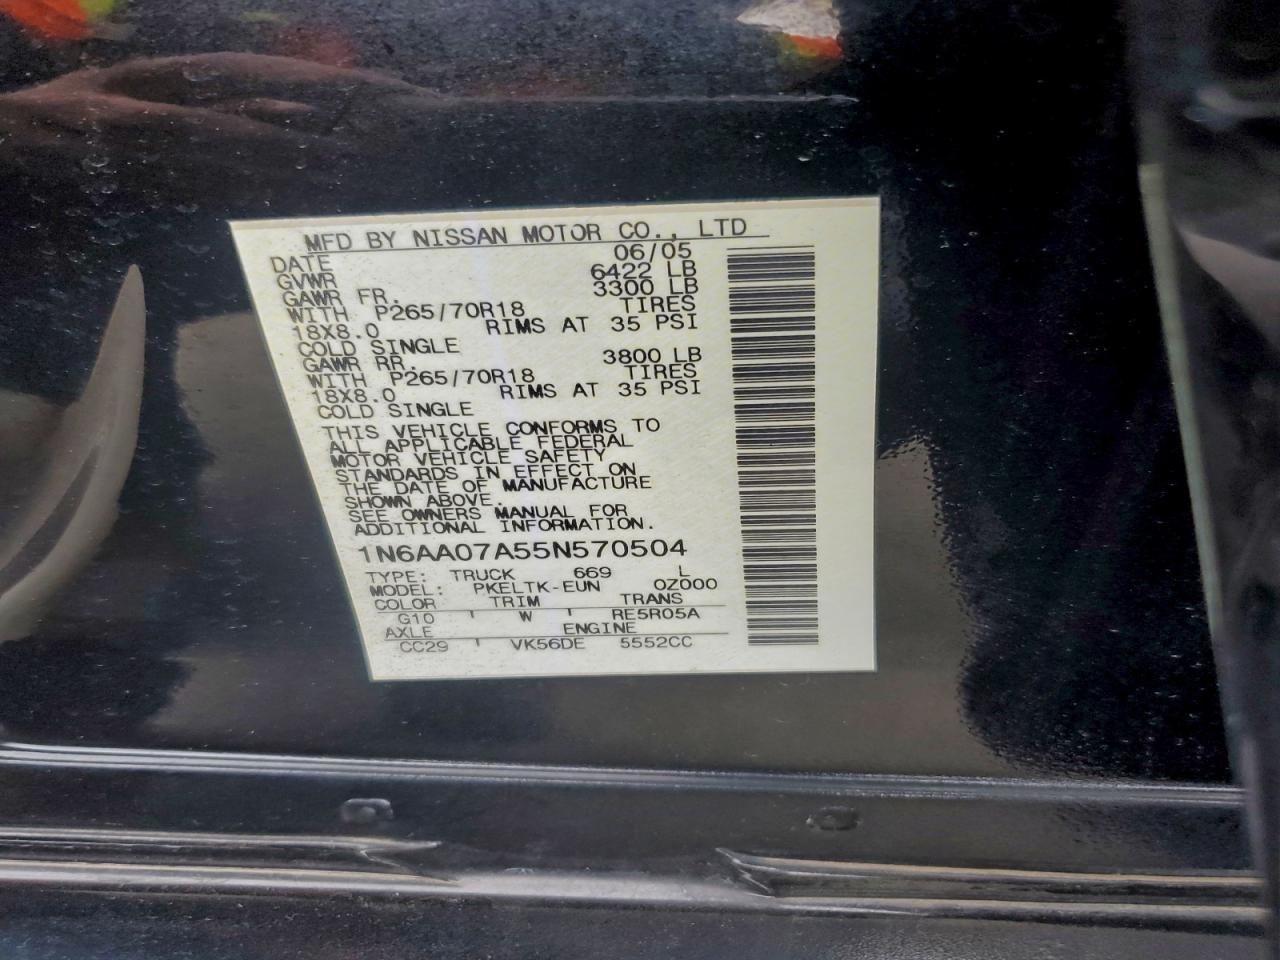 MFD BY NISSAN MOTOR CO., LTD
DATE 06/05
GVWR 6422 LB
GAWR FR. 3300 LB
WITH P265/70R18 TIRES
18X8.0 RIMS AT 35 PSI
COLD SINGLE
GAWR RR. 3800 LB
WITH P265/70R18 TIRES
18X8.0 RIMS AT 35 PSI
COLD SINGLE
THIS VEHICLE CONFORMS TO
ALL APPLICABLE FEDERAL
MOTOR VEHICLE SAFETY
STANDARDS IN EFFECT ON
THE DATE OF MANUFACTURE
SHOWN ABOVE.
SEE OWNERS MANUAL FOR
ADDITIONAL INFORMATION.
1N6AA07A55N570504
TYPE: TRUCK 669 L
MODEL: PKELTK-EUN 0Z000
COLOR TRIM TRANS
G10 ' W ' RE5R05A
AXLE ENGINE
CC29 ' VK56DE 5552CC